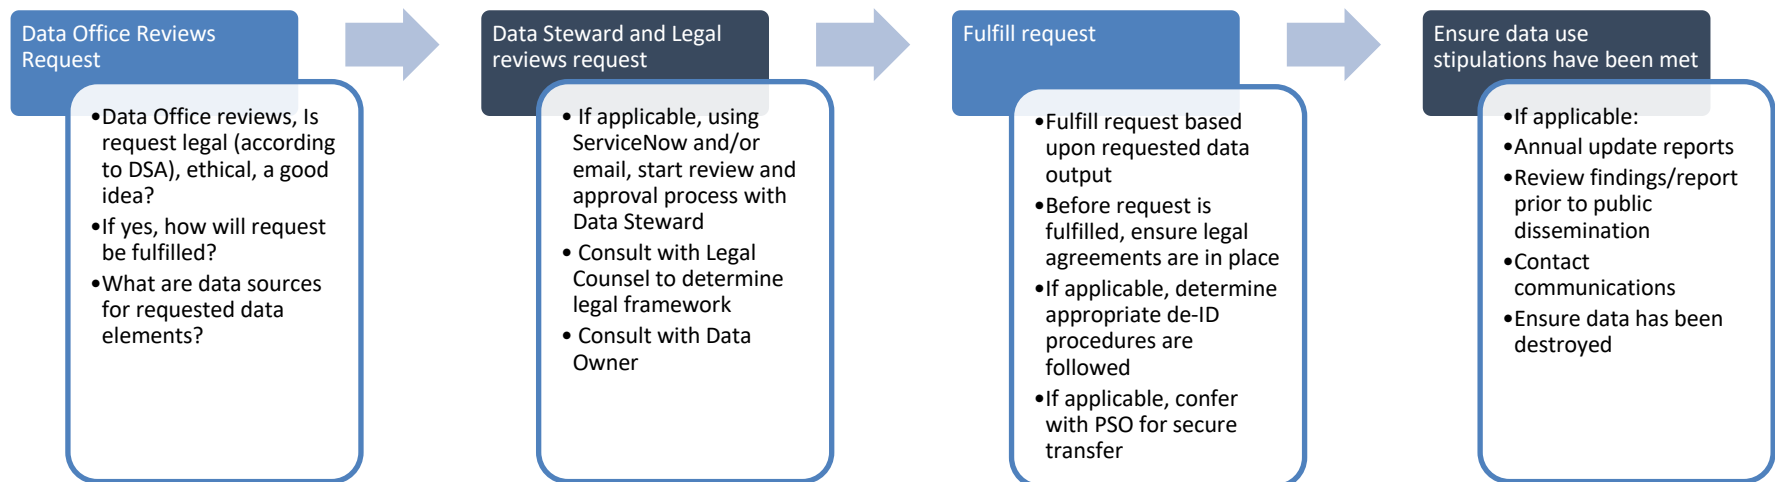 Data Office Reviews
Request
•Data Office reviews, Is
request legal (according
to DSA), ethical, a good
idea?
•If yes, how will request
be fulfilled?
•What are data sources
for requested data
elements?
Data Steward and Legal
reviews request
• If applicable, using
ServiceNow and/or
email, start review and
approval process with
Data Steward
• Consult with Legal
Counsel to determine
legal framework
• Consult with Data
Owner
Fulfill request
•Fulfill request based
upon requested data
output
•Before request is
fulfilled, ensure legal
agreements are in place
•If applicable, determine
appropriate de-ID
procedures are
followed
•If applicable, confer
with PSO for secure
transfer
Ensure data use
stipulations have been met
•If applicable:
•Annual update reports
•Review findings/report
prior to public
dissemination
•Contact
communications
•Ensure data has been
destroyed